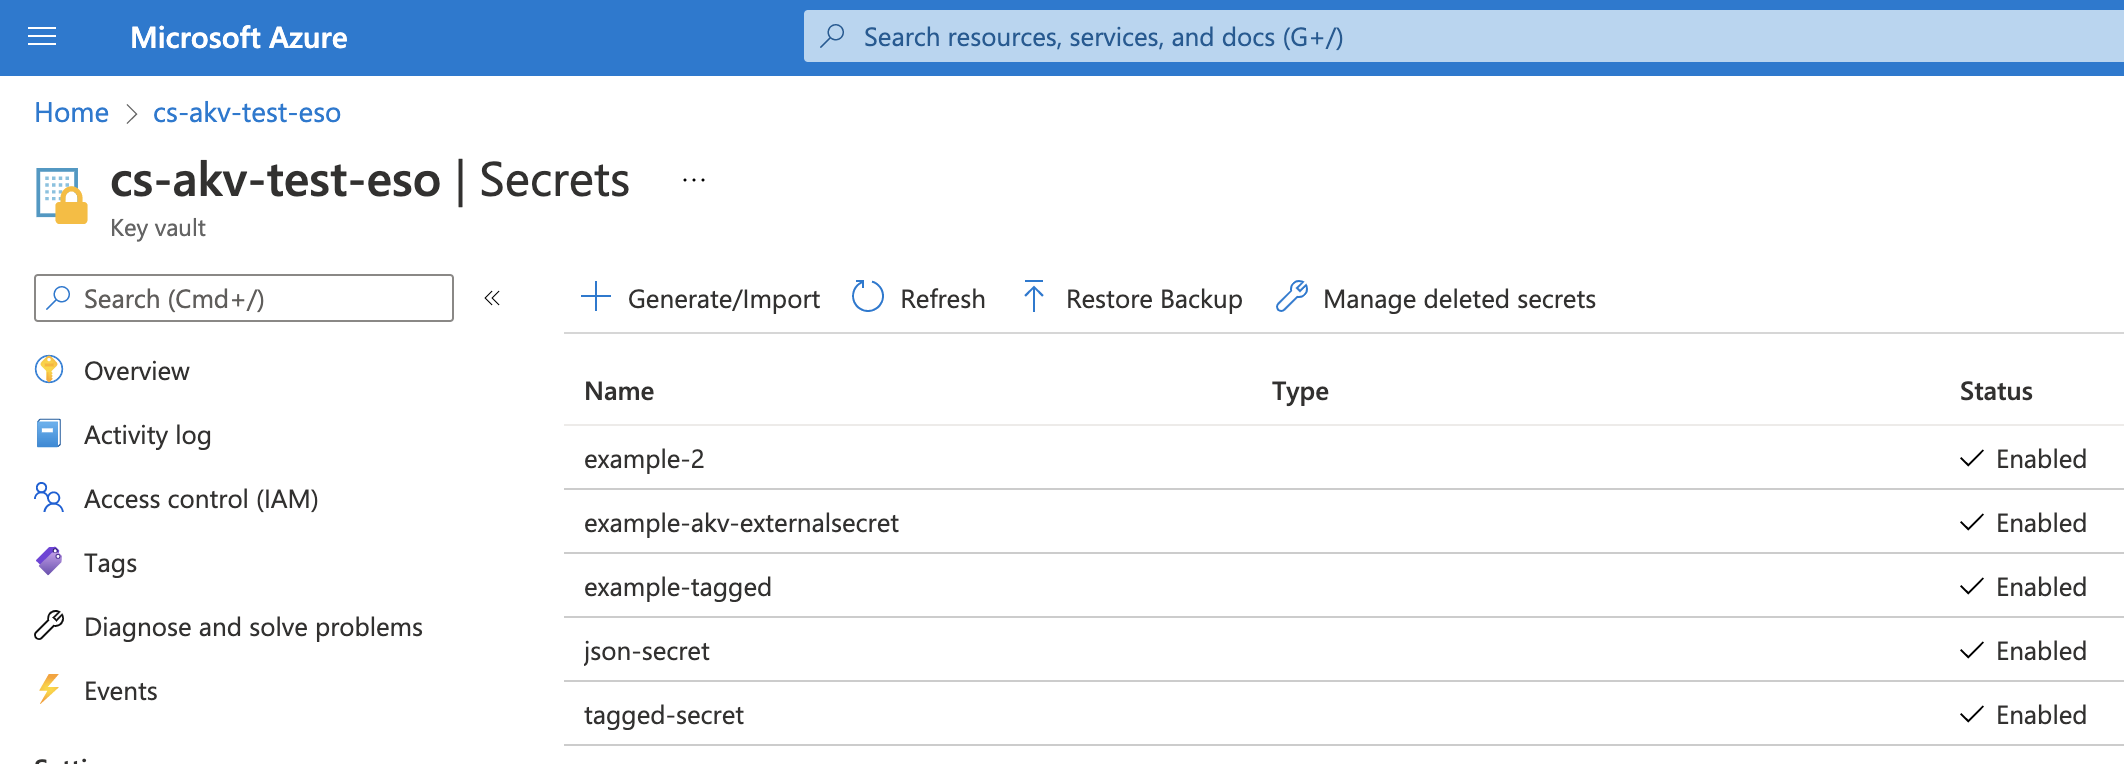 Microsoft Azure
Search resources, services, and docs (G+/)
Home > cs-akv-test-eso
cs-akv-test-eso | Secrets ...
Key vault
Search (Cmd+/)
«
Generate/Import Refresh Restore Backup Manage deleted secrets
Overview
Activity log
Access control (IAM)
Tags
Diagnose and solve problems
Events
Name Type Status
example-2 Enabled
example-akv-externalsecret Enabled
example-tagged Enabled
json-secret Enabled
tagged-secret Enabled